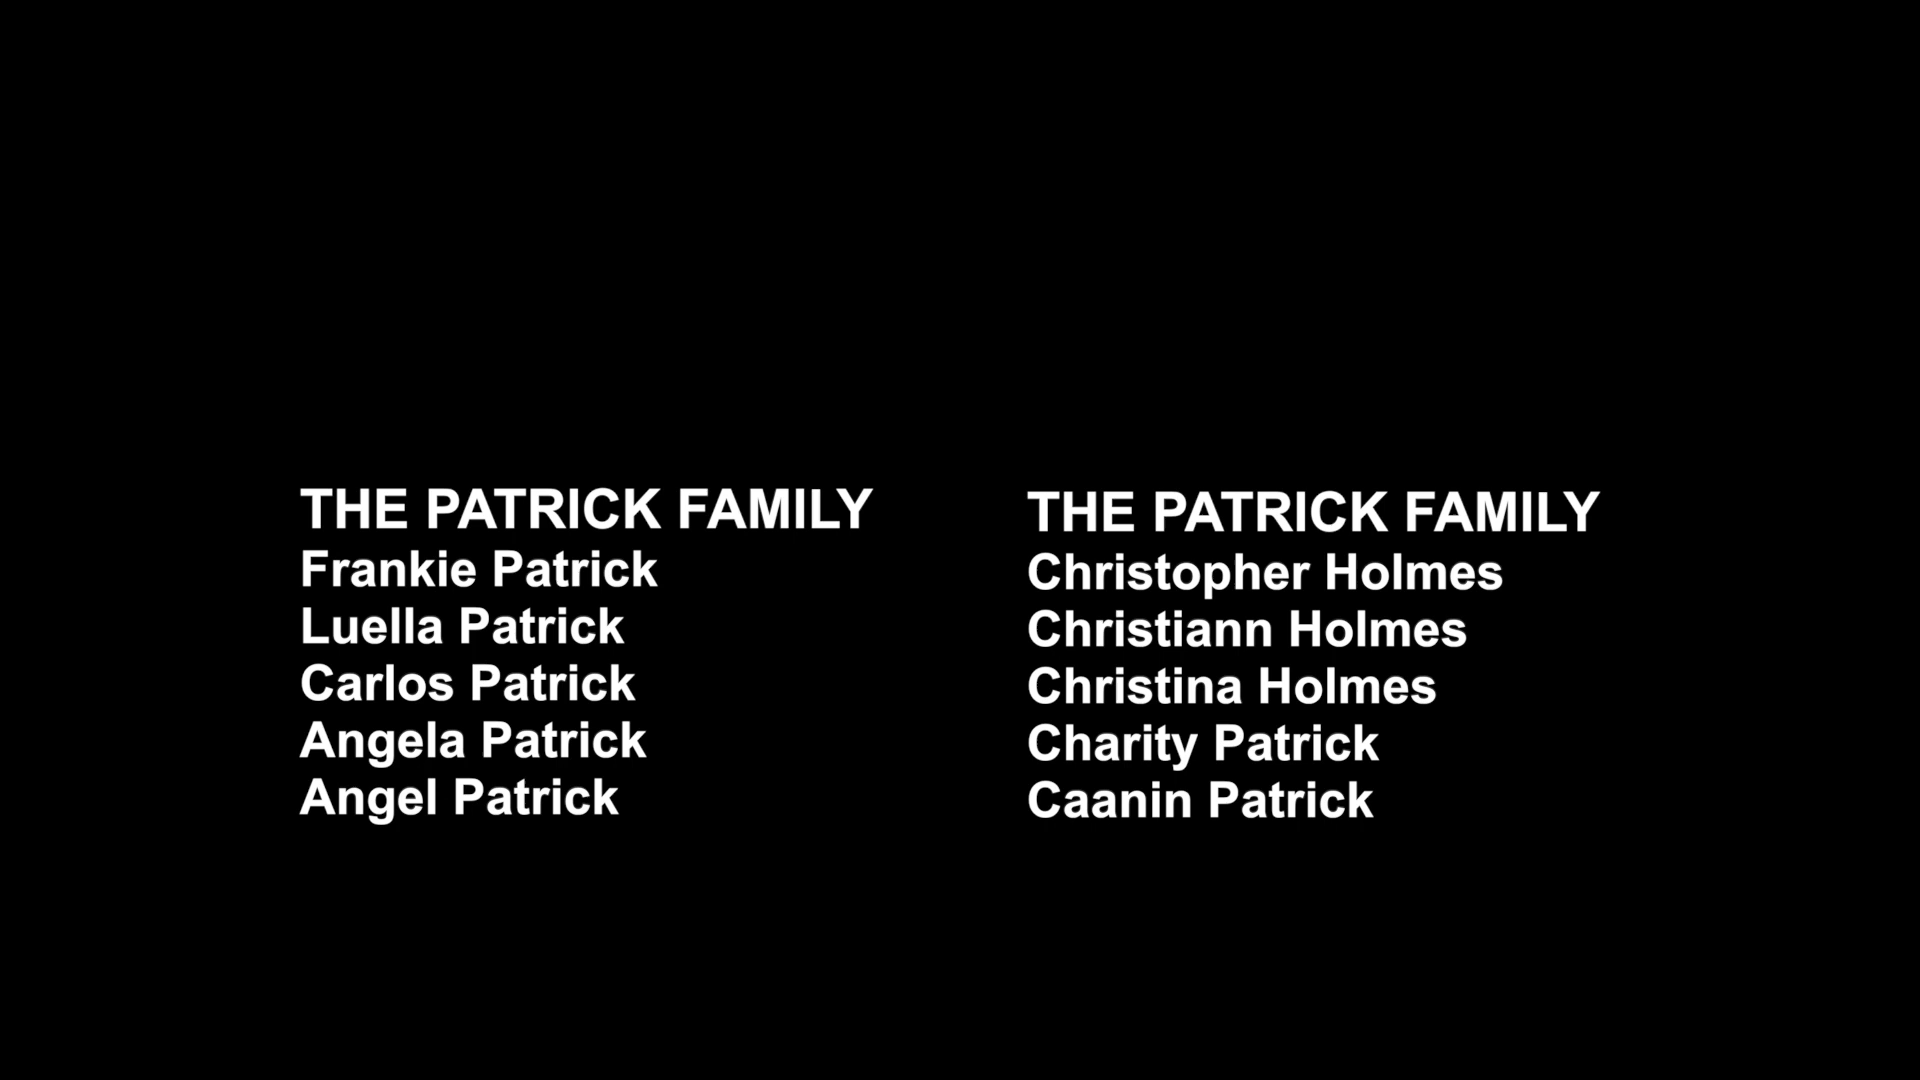 THE PATRICK FAMILY
Frankie Patrick
Luella Patrick
Carlos Patrick
Angela Patrick
Angel Patrick
THE PATRICK FAMILY
Christopher Holmes
Christiann Holmes
Christina Holmes
Charity Patrick
Caanin Patrick